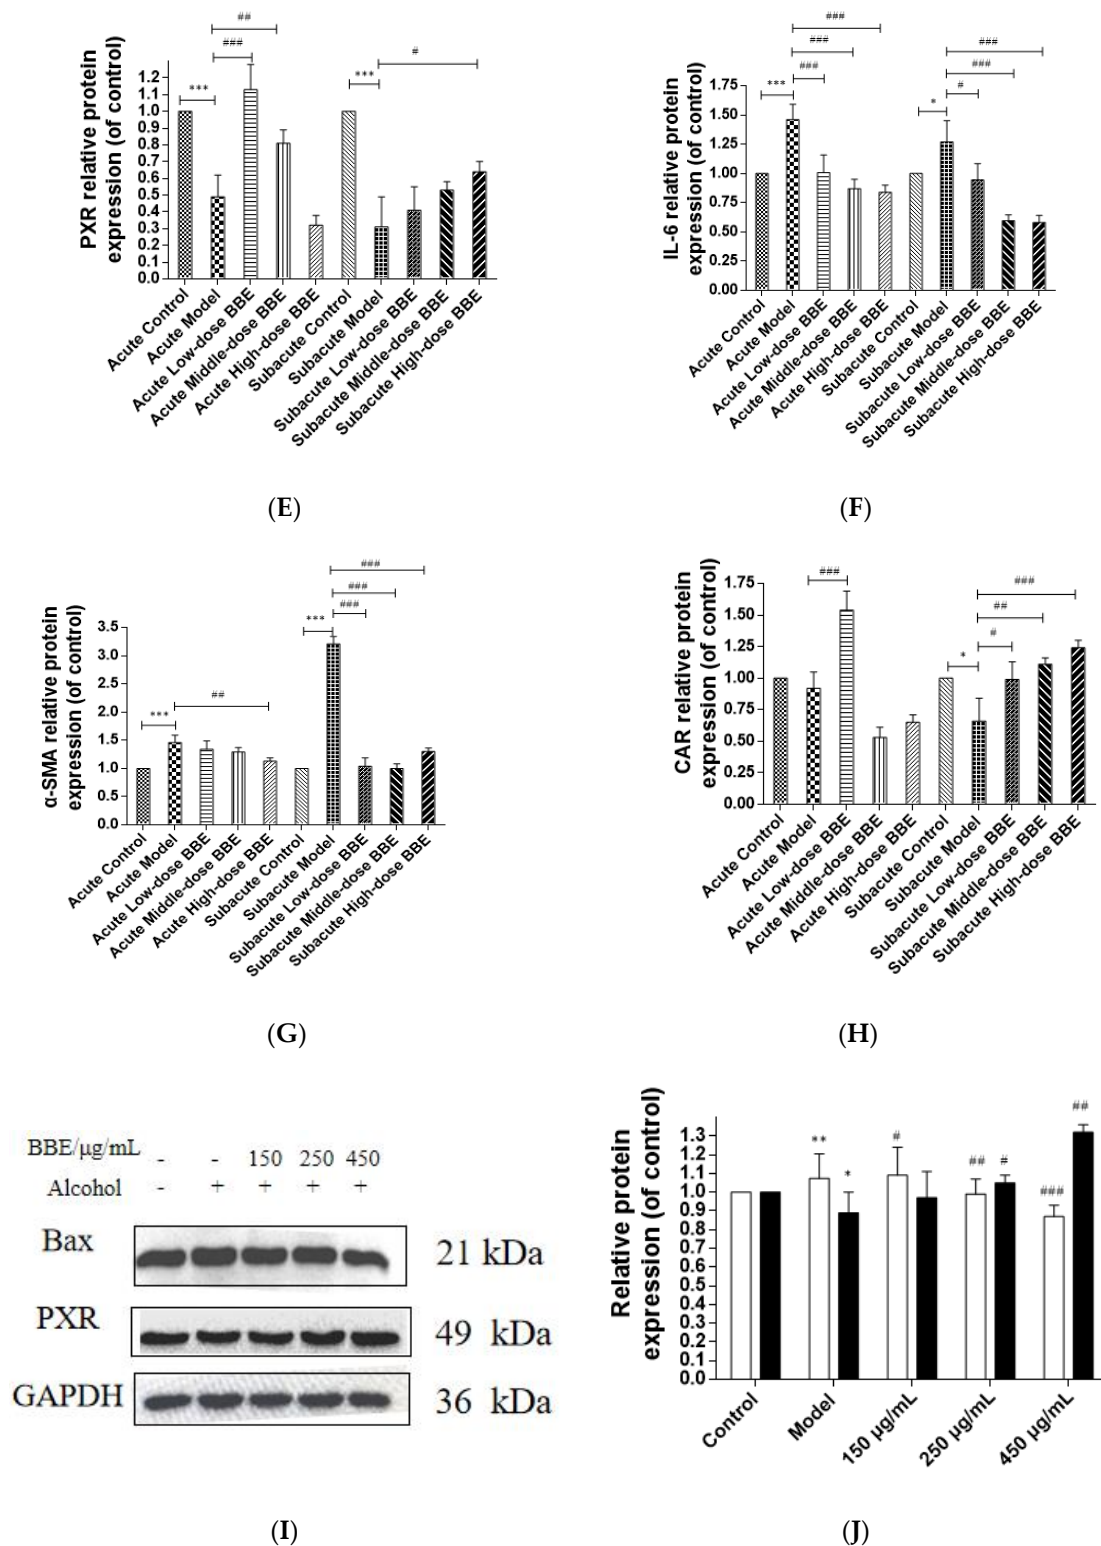 ##
###
***
***
#
PXR relative protein
expression (of control)
1.2
1.0
0.8
0.7
0.6
0.5
0.4
0.3
0.2
0.1
0.0
Acute Control
Acute Model
Acute Low-dose BBE
Acute Middle-dose BBE
Acute High-dose BBE
Subacute Control
Subacute Model
Subacute Low-dose BBE
Subacute Middle-dose BBE
Subacute High-dose BBE
(E)
###
###
###
***
###
###
#
*
IL-6 relative protein
expression (of control)
1.75
1.50
1.25
1.00
0.75
0.50
0.25
0.00
Acute Control
Acute Model
Acute Low-dose BBE
Acute Middle-dose BBE
Acute High-dose BBE
Subacute Control
Subacute Model
Subacute Low-dose BBE
Subacute Middle-dose BBE
Subacute High-dose BBE
(F)
###
###
###
***
##
***
α-SMA relative protein
expression (of control)
3.5
3.0
2.5
2.0
1.5
1.0
0.5
0.0
Acute Control
Acute Model
Acute Low-dose BBE
Acute Middle-dose BBE
Acute High-dose BBE
Subacute Control
Subacute Model
Subacute Low-dose BBE
Subacute Middle-dose BBE
Subacute High-dose BBE
(G)
###
###
##
#
*
CAR relative protein
expression (of control)
1.75
1.50
1.25
1.00
0.75
0.50
0.25
0.00
Acute Control
Acute Model
Acute Low-dose BBE
Acute Middle-dose BBE
Acute High-dose BBE
Subacute Control
Subacute Model
Subacute Low-dose BBE
Subacute Middle-dose BBE
Subacute High-dose BBE
(H)
BBE/μg/mL - - 150 250 450
Alcohol - + + + +
Bax 21 kDa
PXR 49 kDa
GAPDH 36 kDa
(I)
Relative protein
expression (of control)
** * # ## # ### ##
1.3
1.2
1.1
1.0
0.9
0.8
0.7
0.6
0.5
0.4
0.3
0.2
0.1
0.0
Control
Model
150 μg/mL
250 μg/mL
450 μg/mL
(J)